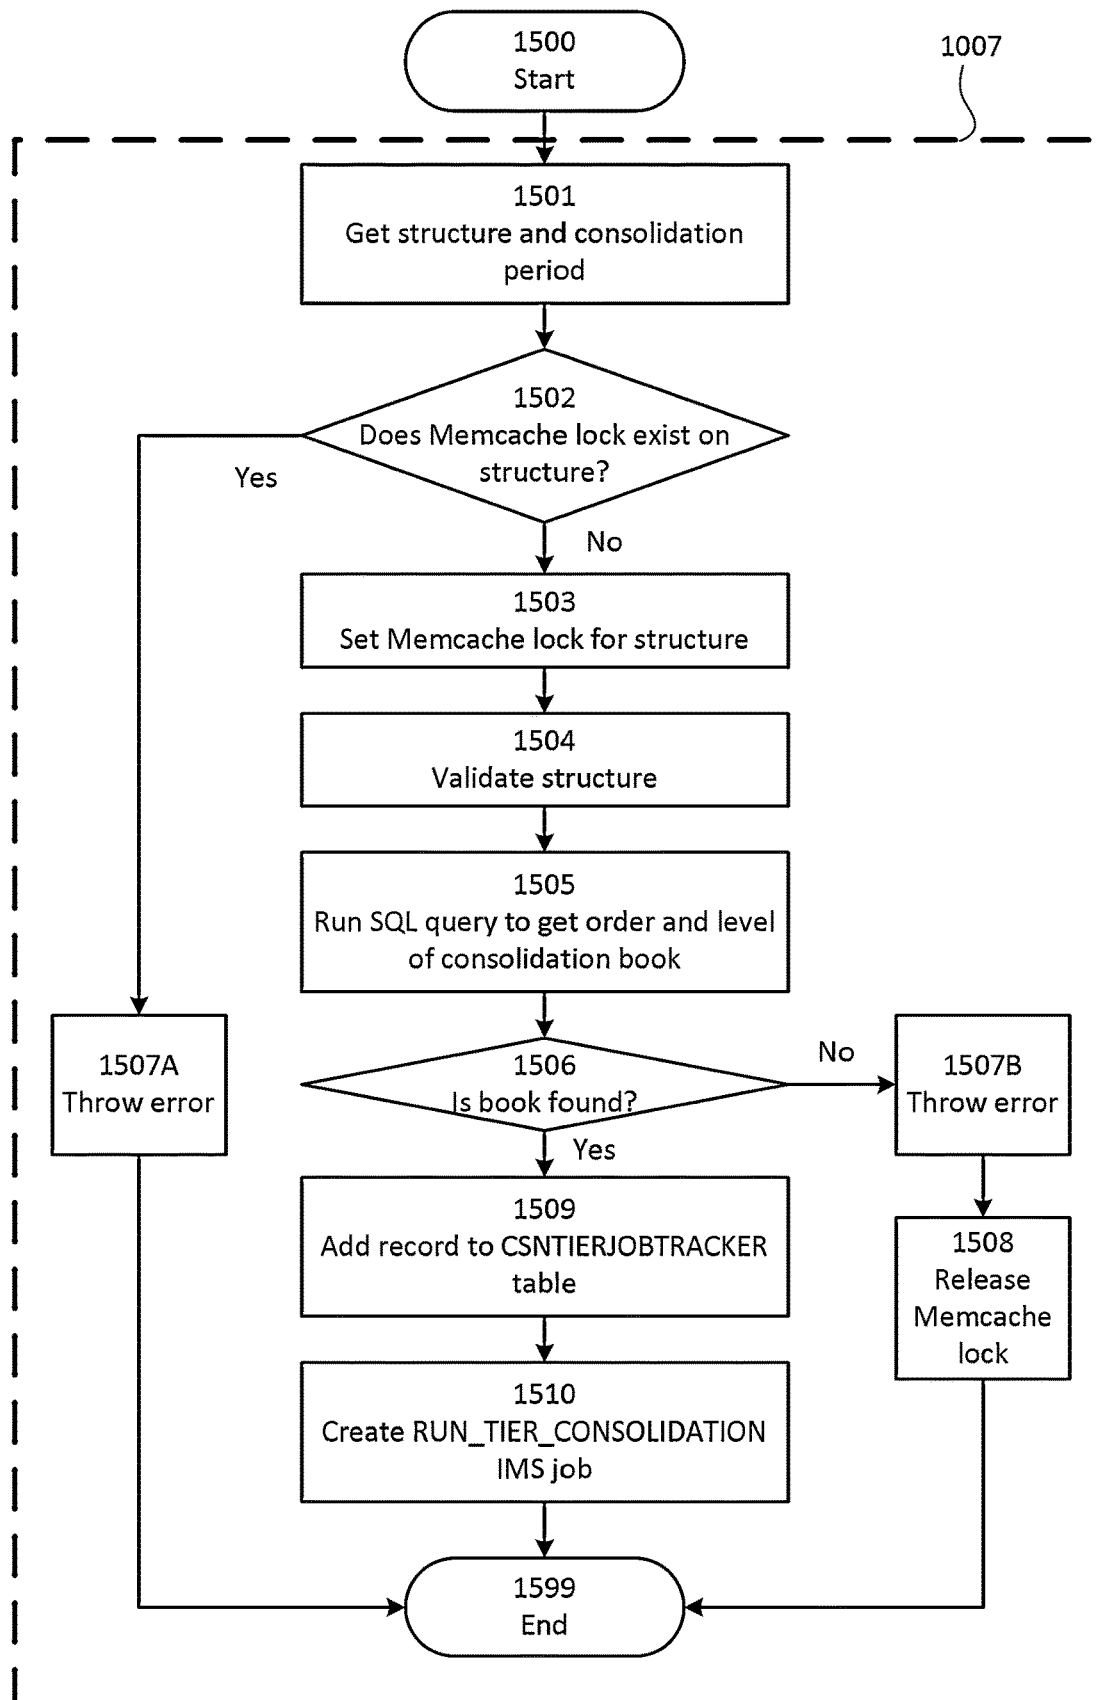 1500
Start
1007
1501
Get structure and consolidation
period
1502
Does Memcache lock exist on
structure?
Yes
No
1503
Set Memcache lock for structure
1504
Validate structure
1505
Run SQL query to get order and level
of consolidation book
1506
Is book found?
No
Yes
1507A
Throw error
1507B
Throw error
1508
Release
Memcache
lock
1509
Add record to CSNTIERJOBTRACKER
table
1510
Create RUN_TIER_CONSOLIDATION
IMS job
1599
End